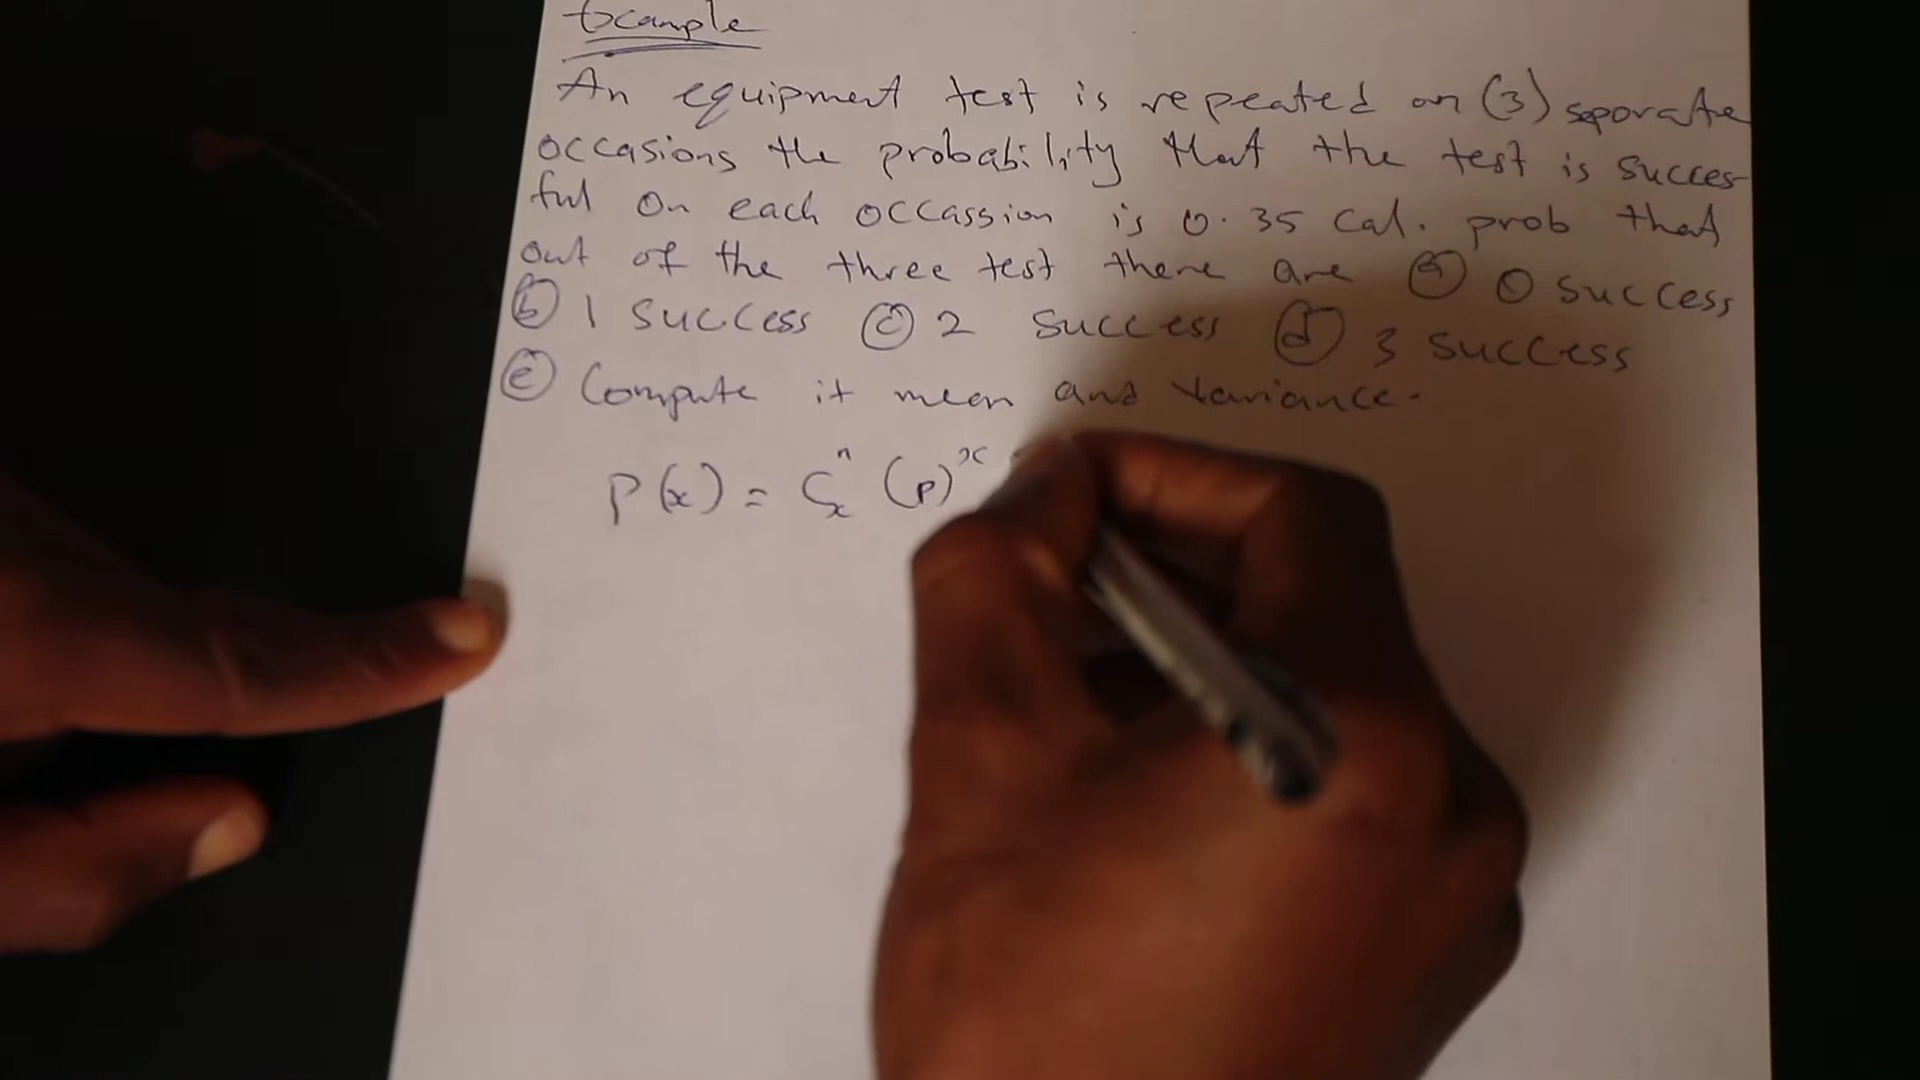 Example
An equipment test is repeated on (3) seporate
occasions the probability that the test is succes-
ful on each occassion is 0.35 cal. prob that
out of the three test there are ⓐ 0 success
ⓑ 1 success ⓒ 2 success ⓓ 3 success
ⓔ Compute it mean and variance.
P(x) = Cₓⁿ (p)ˣ